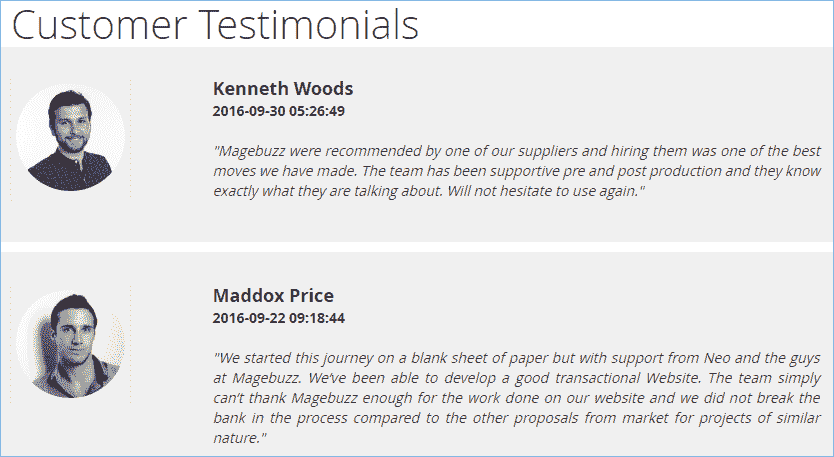 Customer Testimonials
Kenneth Woods
2016-09-30 05:26:49
"Magebuzz were recommended by one of our suppliers and hiring them was one of the best
moves we have made. The team has been supportive pre and post production and they know
exactly what they are talking about. Will not hesitate to use again."
Maddox Price
2016-09-22 09:18:44
"We started this journey on a blank sheet of paper but with support from Neo and the guys
at Magebuzz. We’ve been able to develop a good transactional Website. The team simply
can’t thank Magebuzz enough for the work done on our website and we did not break the
bank in the process compared to the other proposals from market for projects of similar
nature."